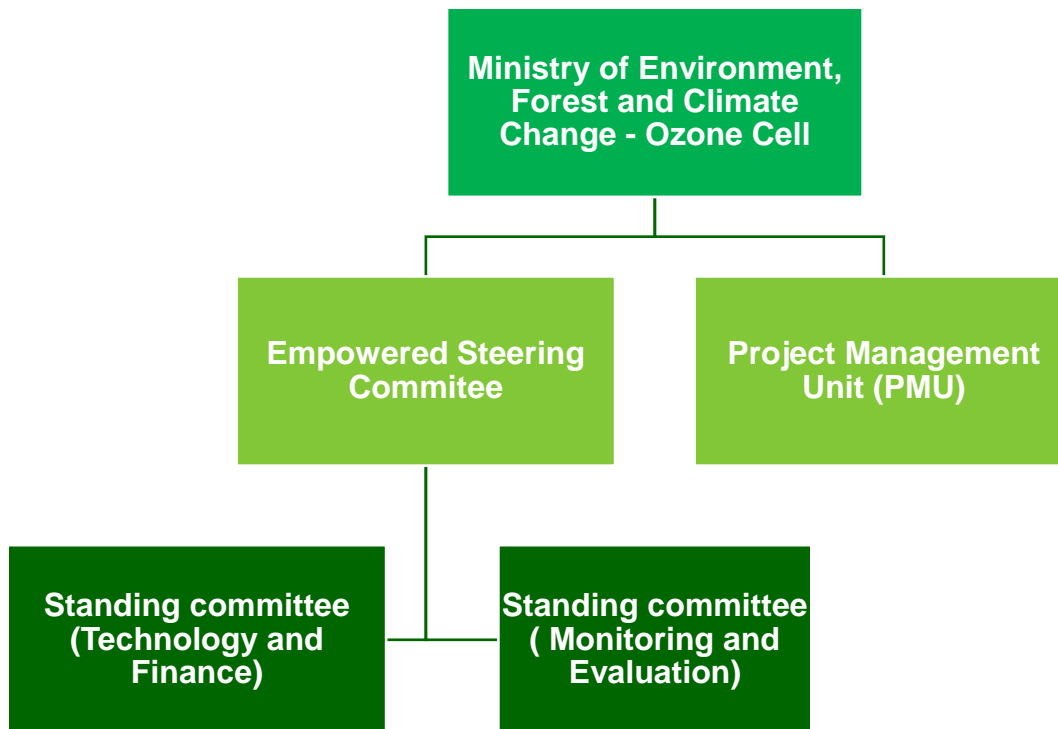 Ministry of Environment,
Forest and Climate
Change - Ozone Cell
Empowered Steering
Commitee
Project Management
Unit (PMU)
Standing committee
(Technology and
Finance)
Standing committee
( Monitoring and
Evaluation)